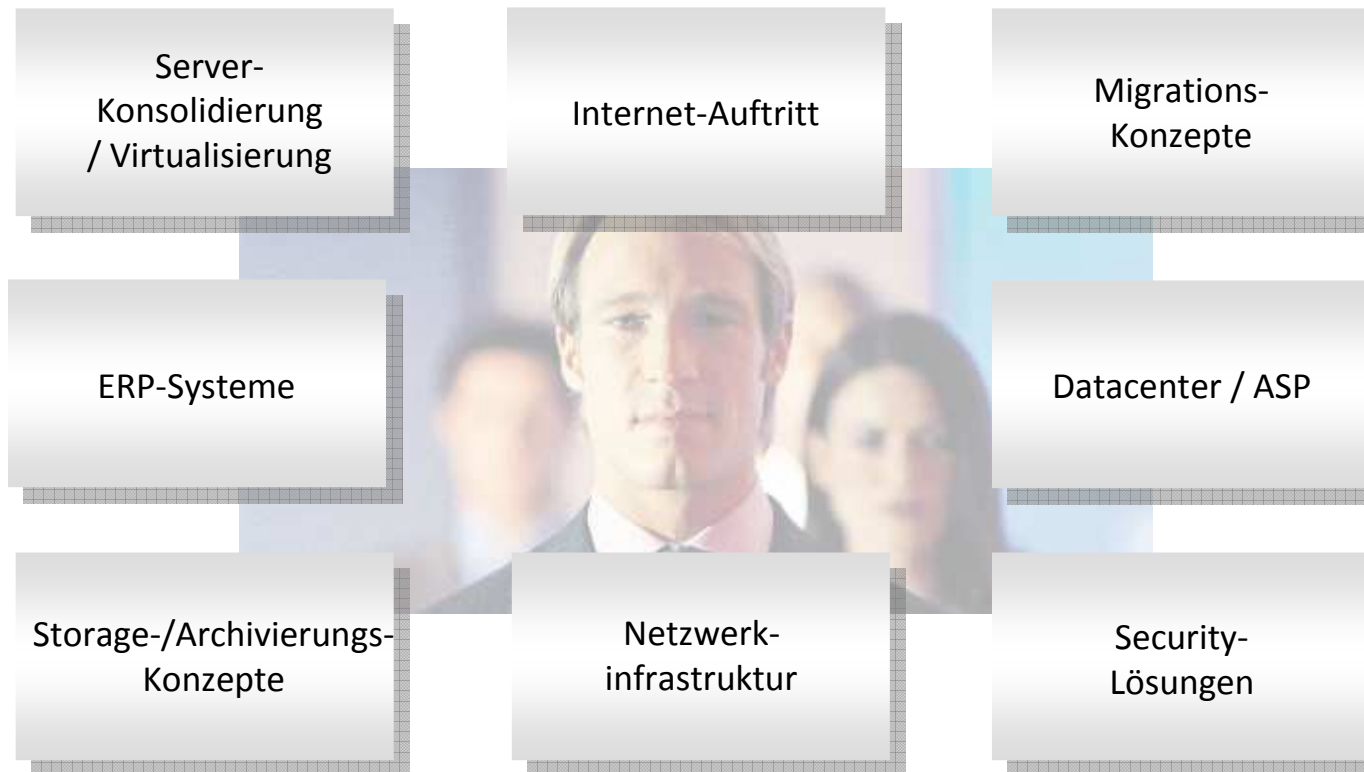 Server-
Konsolidierung
/ Virtualisierung
Internet-Auftritt
Migrations-
Konzepte
ERP-Systeme
Datacenter / ASP
Storage-/Archivierungs-
Konzepte
Netzwerk-
infrastruktur
Security-
Lösungen